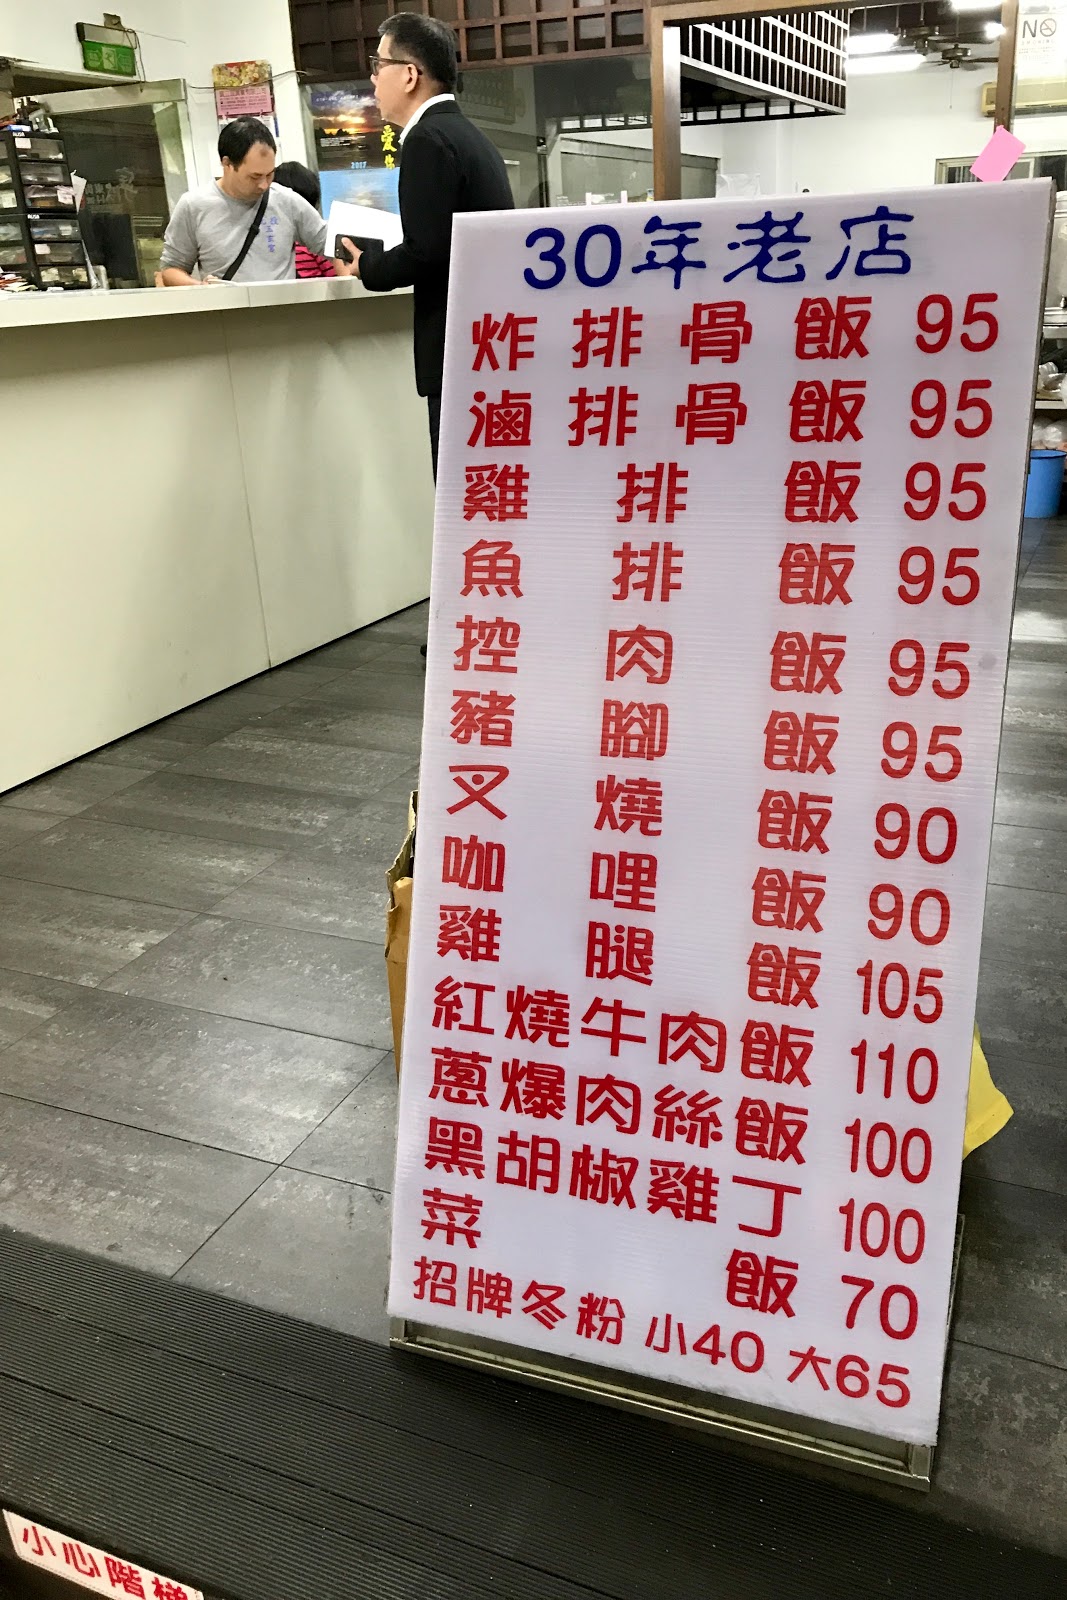 30年老店
炸排骨飯 95
滷排骨飯 95
雞排飯 95
魚排飯 95
控肉飯 95
豬腳飯 95
叉燒飯 90
咖哩飯 90
雞腿飯 105
紅燒牛肉飯 110
蔥爆肉絲飯 100
黑胡椒雞丁 100
菜飯 70
招牌冬粉 小40 大65
小心階梯
NO
2017